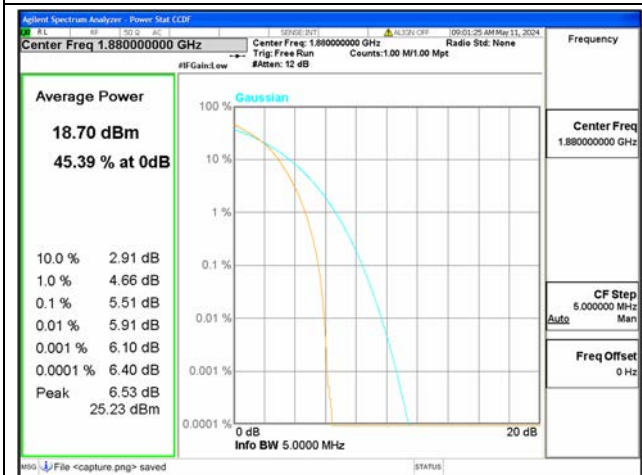 Agilent Spectrum Analyzer - Power Stat CCDF
RL RF 50 Ω AC SENSE:INT ALIGN OFF 09:01:25 AM May 11, 2024
Center Freq 1.880000000 GHz
Center Freq: 1.880000000 GHz
Radio Std: None
Trig: Free Run
Counts:1.00 M/1.00 Mpt
#IFGain:Low
#Atten: 12 dB
Frequency
Average Power
18.70 dBm
45.39 % at 0dB
10.0 % 2.91 dB
1.0 % 4.66 dB
0.1 % 5.51 dB
0.01 % 5.91 dB
0.001 % 6.10 dB
0.0001 % 6.40 dB
Peak 6.53 dB
25.23 dBm
Gaussian
100 %
10 %
1 %
0.1 %
0.01 %
0.001 %
0.0001 %
0 dB
20 dB
Info BW 5.0000 MHz
Center Freq
1.880000000 GHz
CF Step
5.000000 MHz
Auto Man
Freq Offset
0 Hz
MSG File <capture.png> saved
STATUS